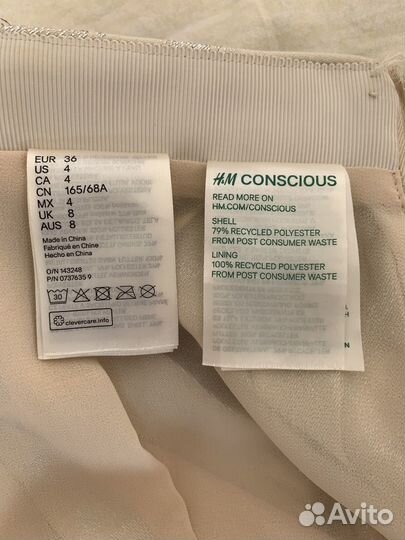 EUR 36
US 4
CA 4
CN 165/68A
MX 4
UK 8
AUS 8
Made in China
Fabriqué en Chine
Hecho en China
O/N 143248
P/N 0737635 9
30
clevercare.info
H&M CONSCIOUS
READ MORE ON
HM.COM/CONSCIOUS
SHELL
79% RECYCLED POLYESTER
FROM POST CONSUMER WASTE
LINING
100% RECYCLED POLYESTER
FROM POST CONSUMER WASTE
Avito